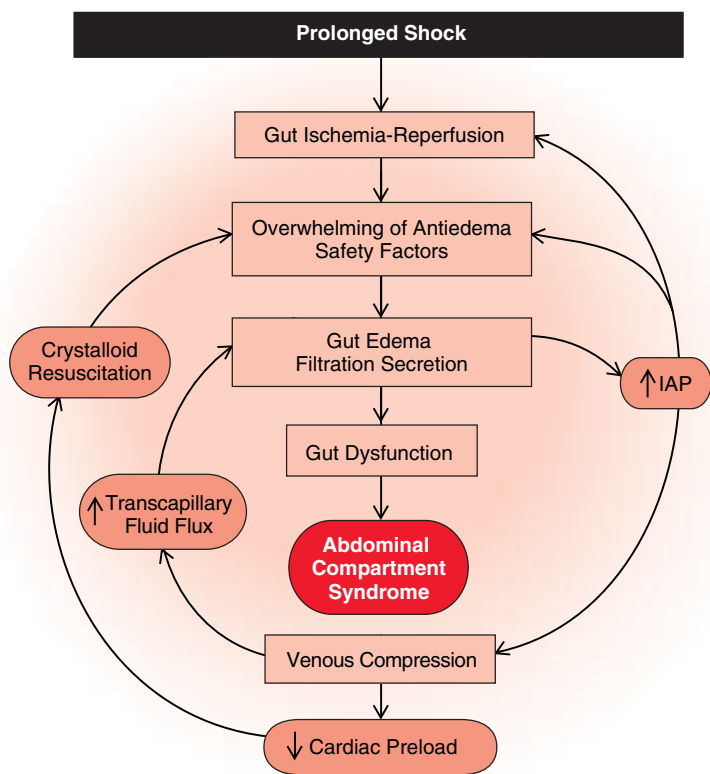 Prolonged Shock
Gut Ischemia-Reperfusion
Overwhelming of Antiedema
Safety Factors
Gut Edema
Filtration Secretion
Crystalloid
Resuscitation
↑ IAP
Gut Dysfunction
↑ Transcapillary
Fluid Flux
Abdominal
Compartment
Syndrome
Venous Compression
↓ Cardiac Preload